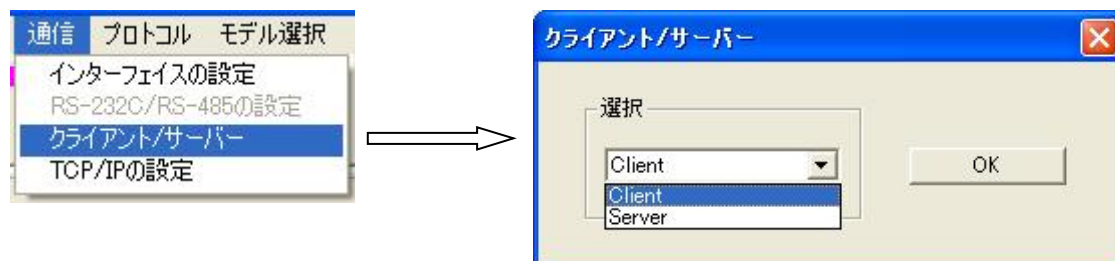 通信 プロトコル モデル選択
インターフェイスの設定
RS-232C/RS-485の設定
クライアント/サーバー
TCP/IPの設定
クライアント/サーバー
選択
Client
OK
Client
Server